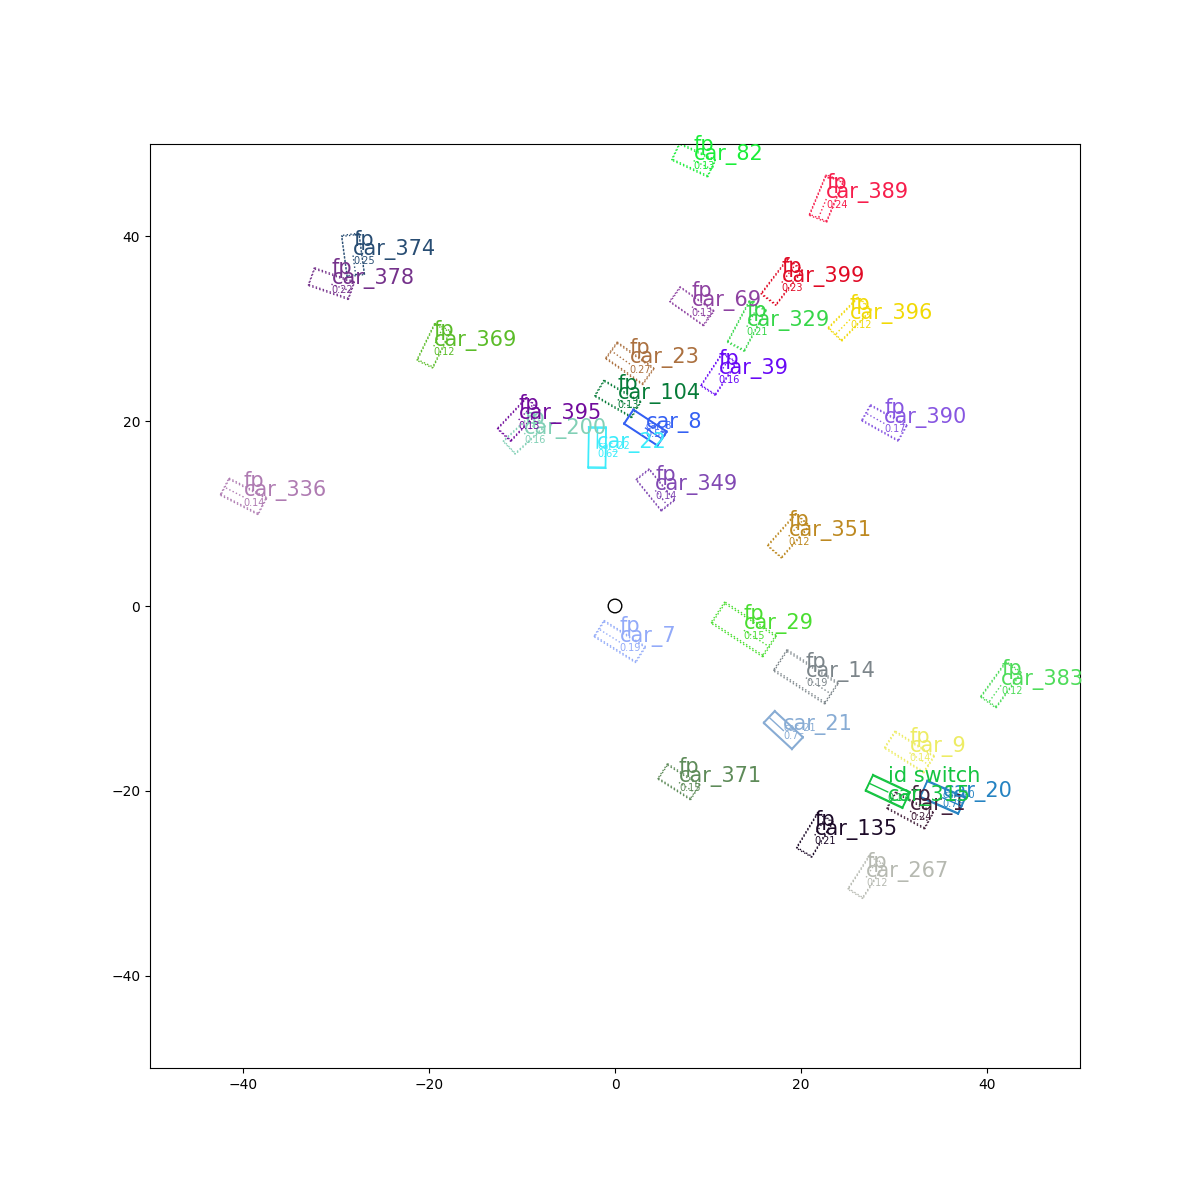 fp
car_82
0.13
fp
car_389
0.24
fp
car_374
0.25
fp
car_378
0.22
fp
car_399
0.23
fp
car_69
0.13
fp
car_329
0.21
fp
car_396
0.12
fp
car_369
0.12
fp
car_23
0.27
fp
car_39
0.16
fp
car_104
0.13
fp
car_395
0.13
car_200
0.16
car_8
car_22
0.62
fp
car_390
0.17
fp
car_349
0.14
fp
car_336
0.14
fp
car_351
0.12
fp
car_7
0.19
fp
car_29
0.15
fp
car_14
0.19
fp
car_383
0.12
car_21
fp
car_9
0.14
fp
car_371
0.15
id switch
car_20
fp
car_1
0.24
fp
car_135
0.21
fp
car_267
0.12
40
20
0
−20
−40
−40
−20
0
20
40